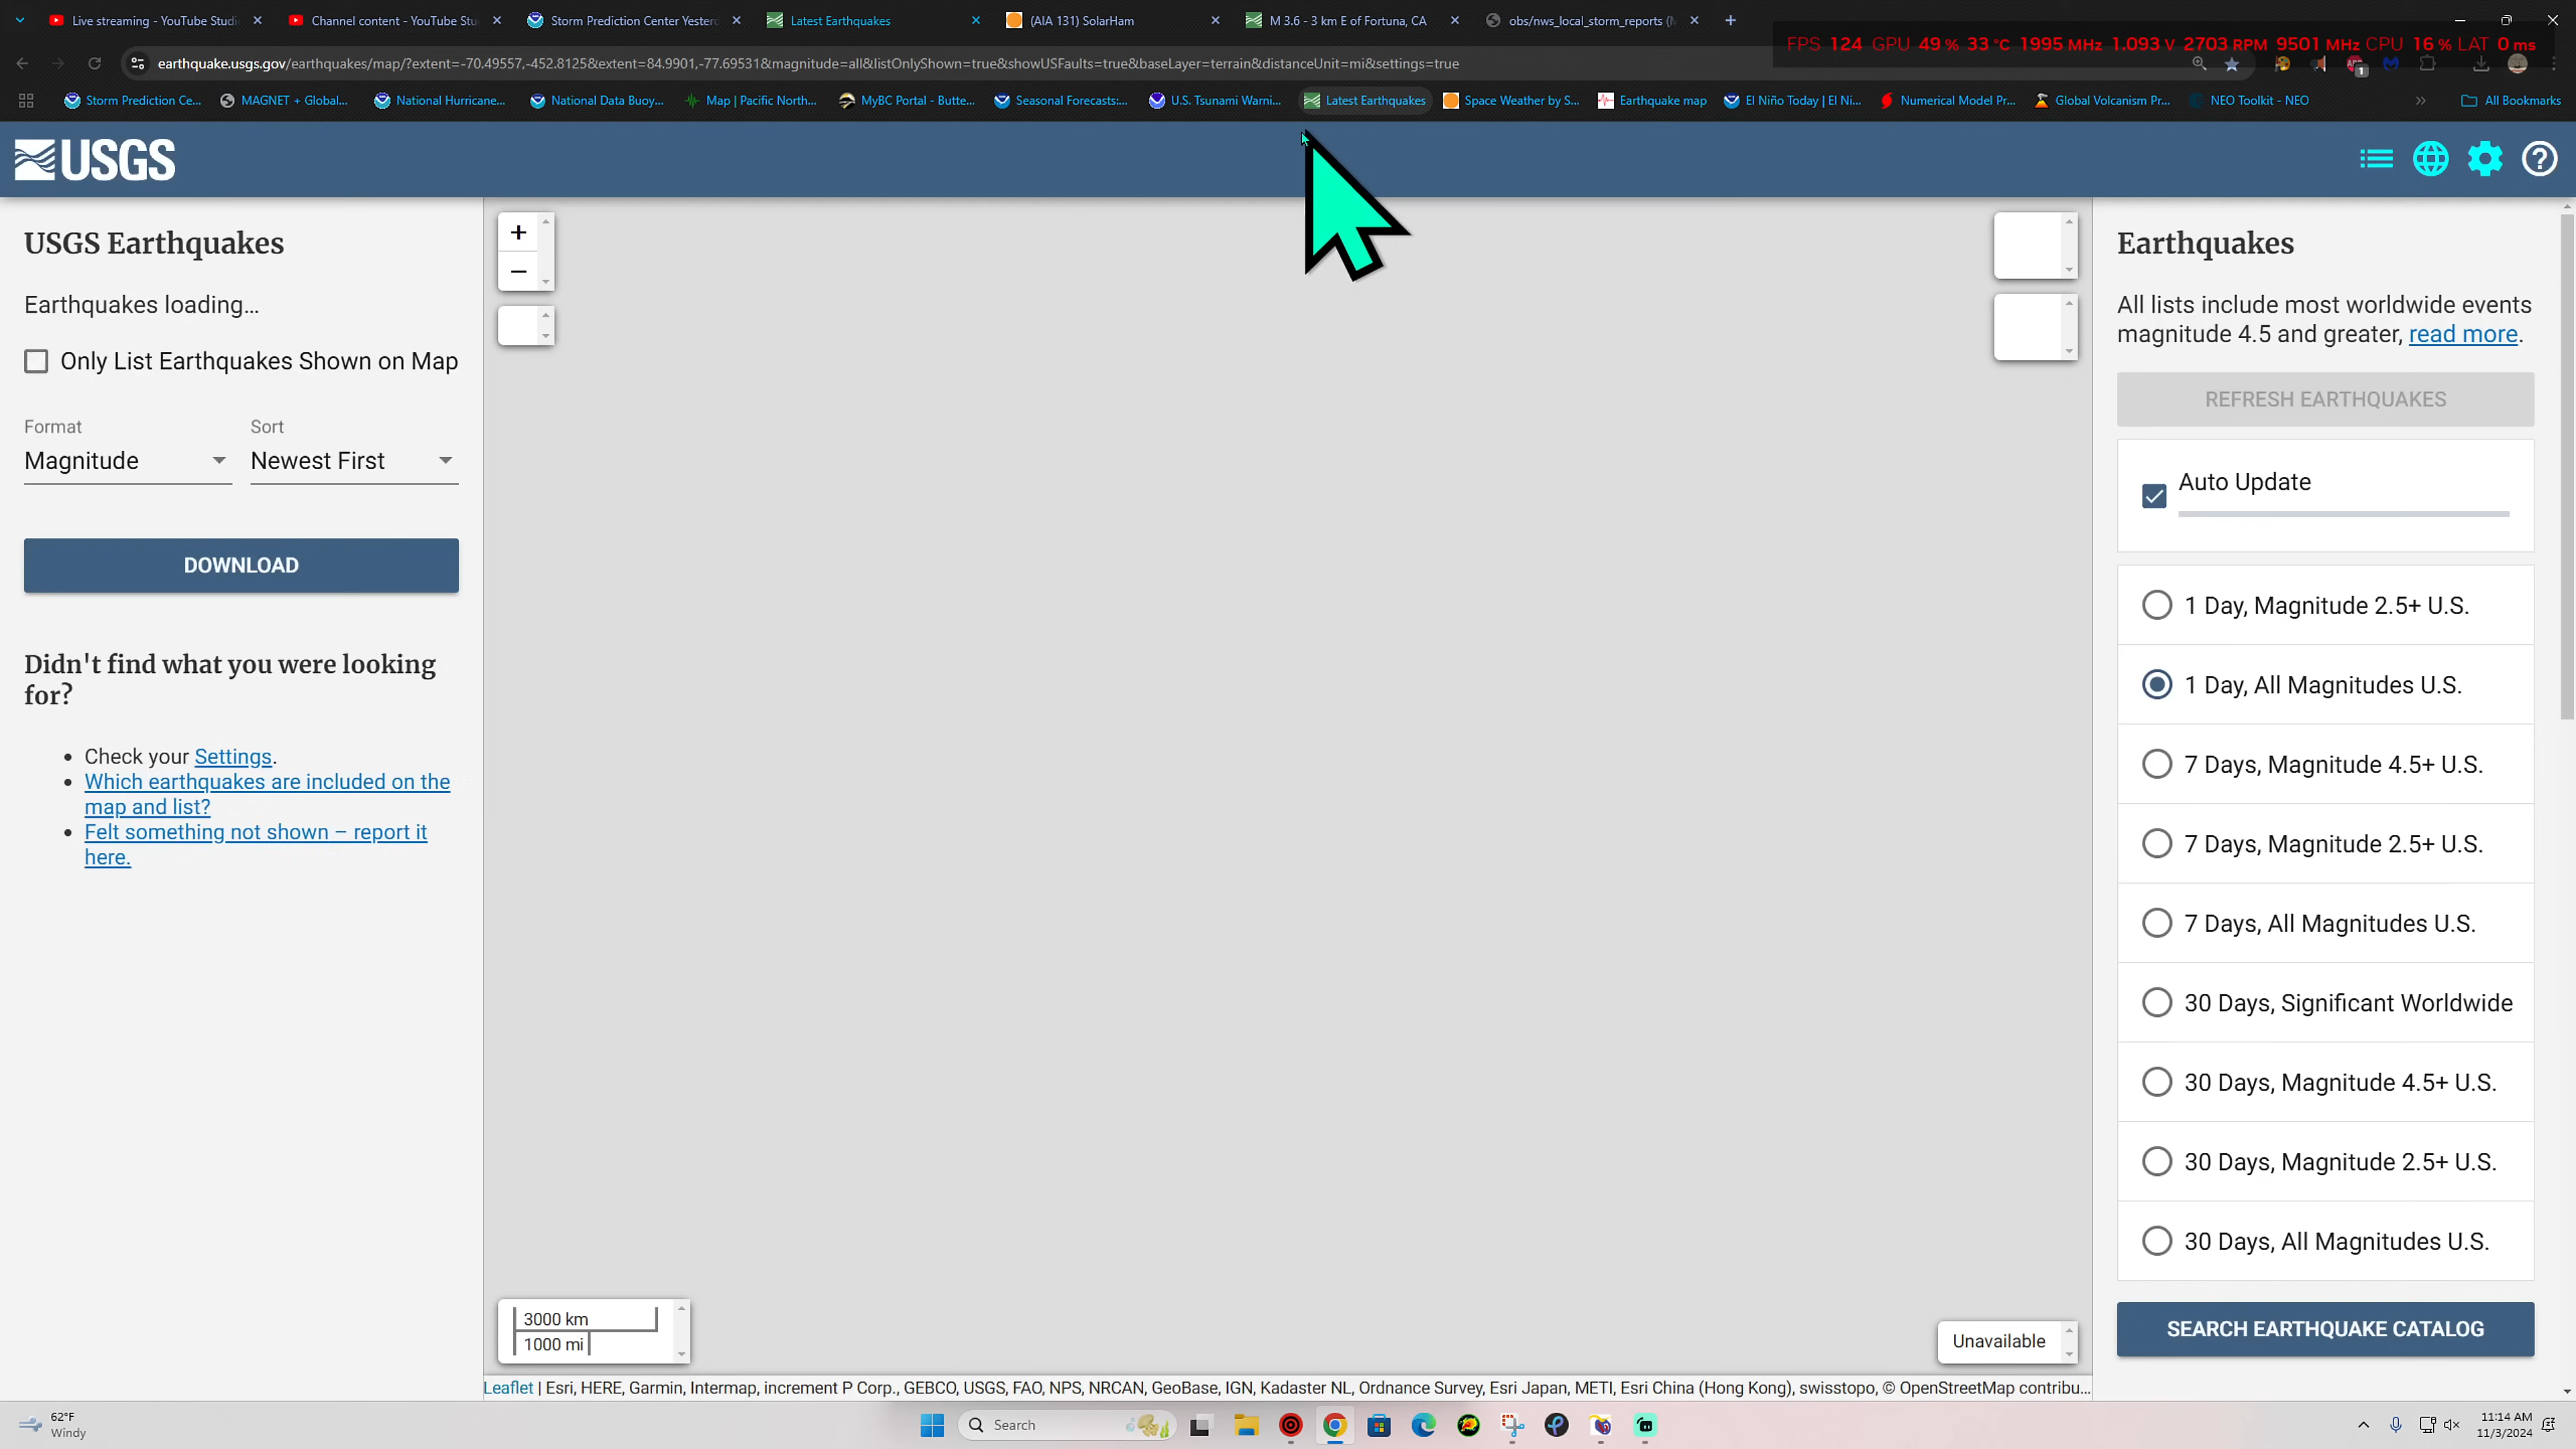 Live streaming - YouTube Studi
Channel content - YouTube Stu
Storm Prediction Center Yester
Latest Earthquakes
(AIA 131) SolarHam
M 3.6 - 3 km E of Fortuna, CA
obs/nws_local_storm_reports (M
FPS 124 GPU 49 % 33 °C 1995 MHz 1.093 V 2703 RPM 9501 MHz CPU 16 % LAT 0 ms
earthquake.usgs.gov/earthquakes/map/?extent=-70.49557,-452.8125&extent=84.9901,-77.69531&magnitude=all&listOnlyShown=true&showUSFaults=true&baseLayer=terrain&distanceUnit=mi&settings=true
1
Storm Prediction Ce...
MAGNET + Global...
National Hurricane...
National Data Buoy...
Map | Pacific North...
MyBC Portal - Butte...
Seasonal Forecasts:...
U.S. Tsunami Warni...
Latest Earthquakes
Space Weather by S...
Earthquake map
El Niño Today | El Ni...
Numerical Model Pr...
Global Volcanism Pr...
NEO Toolkit - NEO
»
All Bookmarks
USGS
USGS Earthquakes
Earthquakes loading...
Only List Earthquakes Shown on Map
Format
Sort
Magnitude
Newest First
DOWNLOAD
Didn't find what you were looking
for?
• Check your Settings.
• Which earthquakes are included on the
map and list?
• Felt something not shown – report it
here.
+
−
3000 km
1000 mi
Unavailable
Leaflet | Esri, HERE, Garmin, Intermap, increment P Corp., GEBCO, USGS, FAO, NPS, NRCAN, GeoBase, IGN, Kadaster NL, Ordnance Survey, Esri Japan, METI, Esri China (Hong Kong), swisstopo, © OpenStreetMap contribu...
Earthquakes
All lists include most worldwide events
magnitude 4.5 and greater, read more.
REFRESH EARTHQUAKES
Auto Update
1 Day, Magnitude 2.5+ U.S.
1 Day, All Magnitudes U.S.
7 Days, Magnitude 4.5+ U.S.
7 Days, Magnitude 2.5+ U.S.
7 Days, All Magnitudes U.S.
30 Days, Significant Worldwide
30 Days, Magnitude 4.5+ U.S.
30 Days, Magnitude 2.5+ U.S.
30 Days, All Magnitudes U.S.
SEARCH EARTHQUAKE CATALOG
62°F
Windy
Search
11:14 AM
11/3/2024